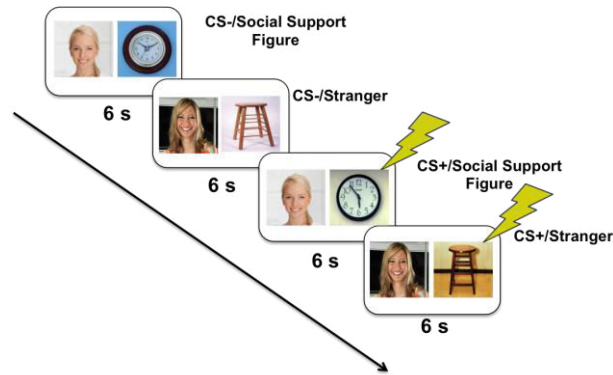 CS-/Social Support
Figure
6 s
CS-/Stranger
6 s
CS+/Social Support
Figure
6 s
CS+/Stranger
6 s